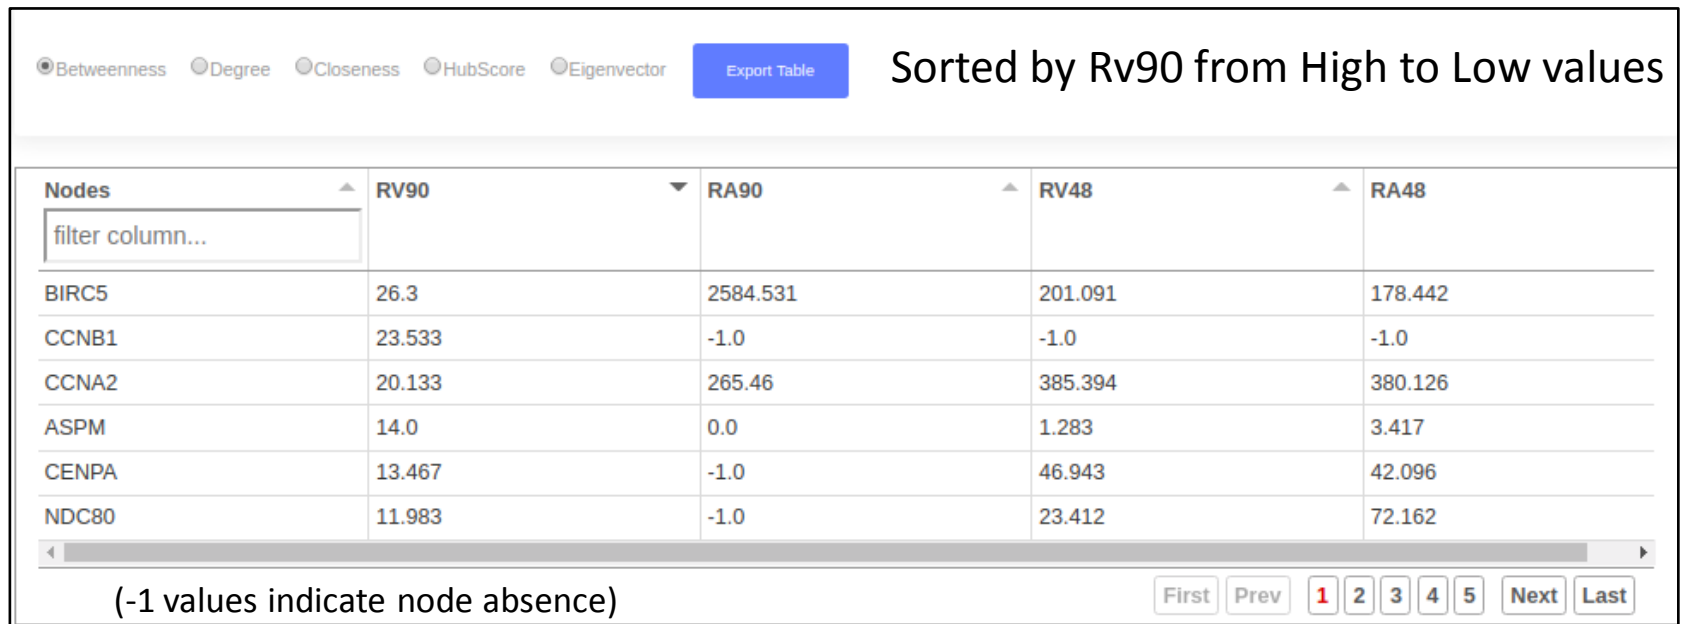 Betweenness Degree Closeness HubScore Eigenvector Export Table Sorted by Rv90 from High to Low values
Nodes RV90 RA90 RV48 RA48
filter column...
BIRC5 26.3 2584.531 201.091 178.442
CCNB1 23.533 -1.0 -1.0 -1.0
CCNA2 20.133 265.46 385.394 380.126
ASPM 14.0 0.0 1.283 3.417
CENPA 13.467 -1.0 46.943 42.096
NDC80 11.983 -1.0 23.412 72.162
(-1 values indicate node absence) First Prev 1 2 3 4 5 Next Last